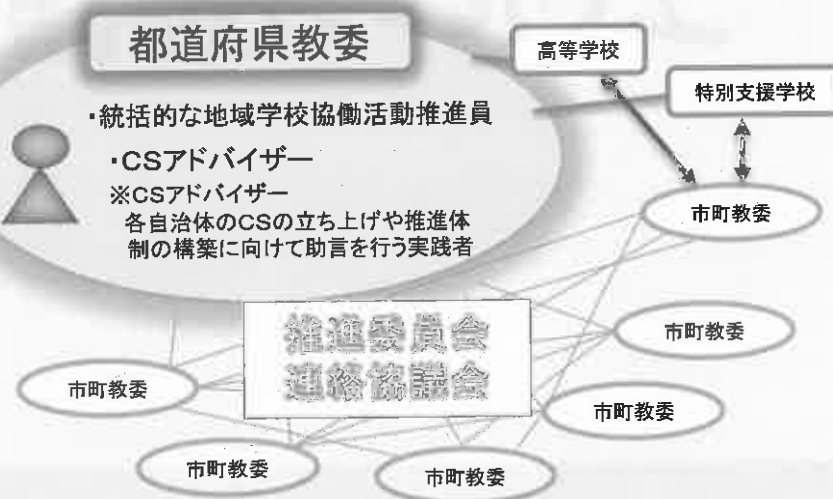 都道府県教委
高等学校
特別支援学校
・統括的な地域学校協働活動推進員
・CSアドバイザー
※CSアドバイザー
各自治体のCSの立ち上げや推進体
制の構築に向けて助言を行う実践者
市町教委
推進委員会
連絡協議会
市町教委
市町教委
市町教委
市町教委
市町教委